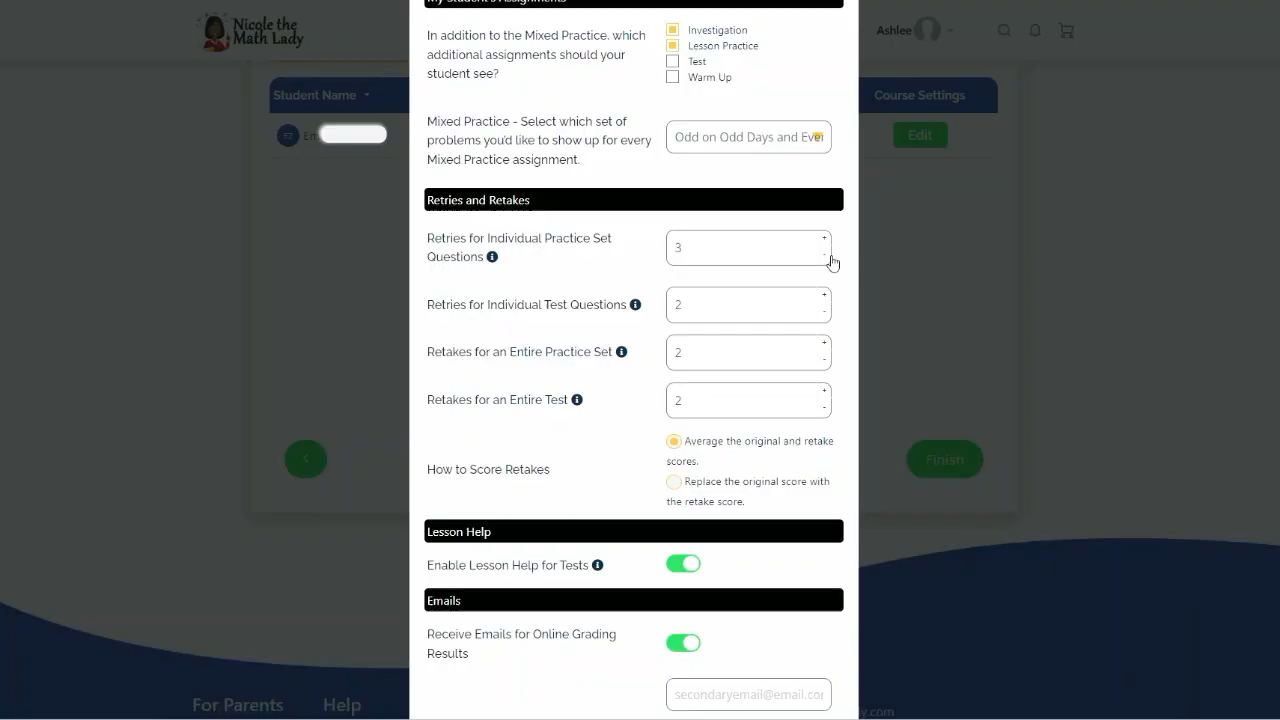 My Student's Assignments
Nicole the
Math Lady
Ashlee
In addition to the Mixed Practice, which
additional assignments should your
student see?
Investigation
Lesson Practice
Test
Warm Up
Student Name
Course Settings
Mixed Practice - Select which set of
problems you'd like to show up for every
Mixed Practice assignment.
Odd on Odd Days and Even
EZ
Edit
Retries and Retakes
Retries for Individual Practice Set
Questions
3
+
-
Retries for Individual Test Questions
2
+
-
Retakes for an Entire Practice Set
2
+
-
Retakes for an Entire Test
2
+
-
How to Score Retakes
Average the original and retake
scores.
Replace the original score with
the retake score.
Finish
Lesson Help
Enable Lesson Help for Tests
Emails
Receive Emails for Online Grading
Results
secondaryemail@email.com
For Parents
Help